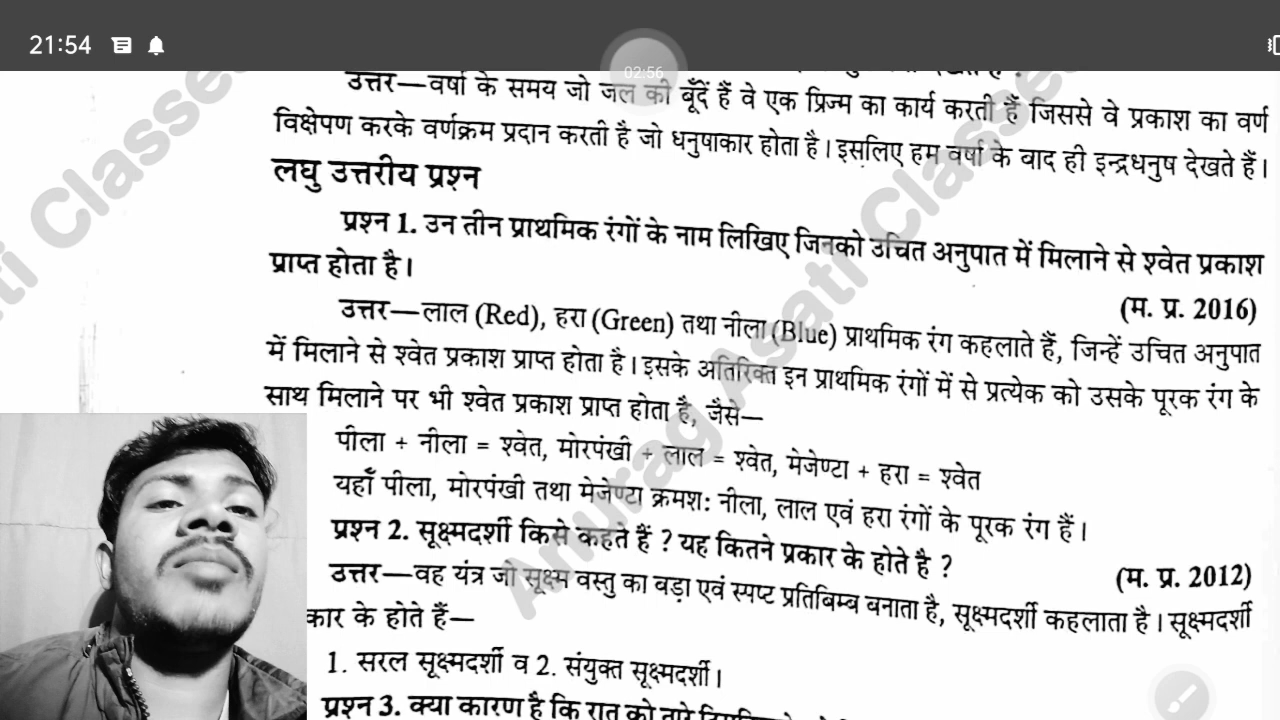 21:54
02:56
उत्तर—वर्षा के समय जो जल की बूँदें हैं वे एक प्रिज्म का कार्य करती हैं जिससे वे प्रकाश का वर्ण
विक्षेपण करके वर्णक्रम प्रदान करती है जो धनुषाकार होता है। इसलिए हम वर्षा के वाद ही इन्द्रधनुष देखते हैं।
लघु उत्तरीय प्रश्न
प्रश्न 1. उन तीन प्राथमिक रंगों के नाम लिखिए जिनको उचित अनुपात में मिलाने से श्वेत प्रकाश
प्राप्त होता है।
(म. प्र. 2016)
उत्तर—लाल (Red), हरा (Green) तथा नीला (Blue) प्राथमिक रंग कहलाते हैं, जिन्हें उचित अनुपात
में मिलाने से श्वेत प्रकाश प्राप्त होता है। इसके अतिरिक्त इन प्राथमिक रंगों में से प्रत्येक को उसके पूरक रंग के
साथ मिलाने पर भी श्वेत प्रकाश प्राप्त होता है, जैसे—
पीला + नीला = श्वेत, मोरपंखी + लाल = श्वेत, मेजेण्टा + हरा = श्वेत
यहाँ पीला, मोरपंखी तथा मेजेण्टा क्रमश: नीला, लाल एवं हरा रंगों के पूरक रंग हैं।
प्रश्न 2. सूक्ष्मदर्शी किसे कहते हैं ? यह कितने प्रकार के होते है ?
(म. प्र. 2012)
उत्तर—वह यंत्र जो सूक्ष्म वस्तु का वड़ा एवं स्पष्ट प्रतिबिम्ब बनाता है, सूक्ष्मदर्शी कहलाता है। सूक्ष्मदर्शी
कार के होते हैं—
1. सरल सूक्ष्मदर्शी व 2. संयुक्त सूक्ष्मदर्शी।
प्रश्न 3. क्या कारण है कि रात को तारे
Anurag Asati Classes